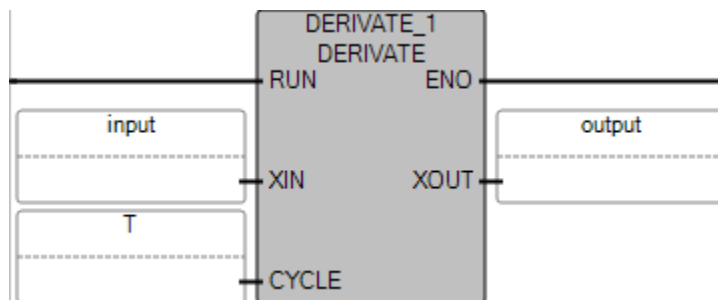 DERIVATE_1
DERIVATE
RUN ENO
input
output
XIN XOUT
T
CYCLE